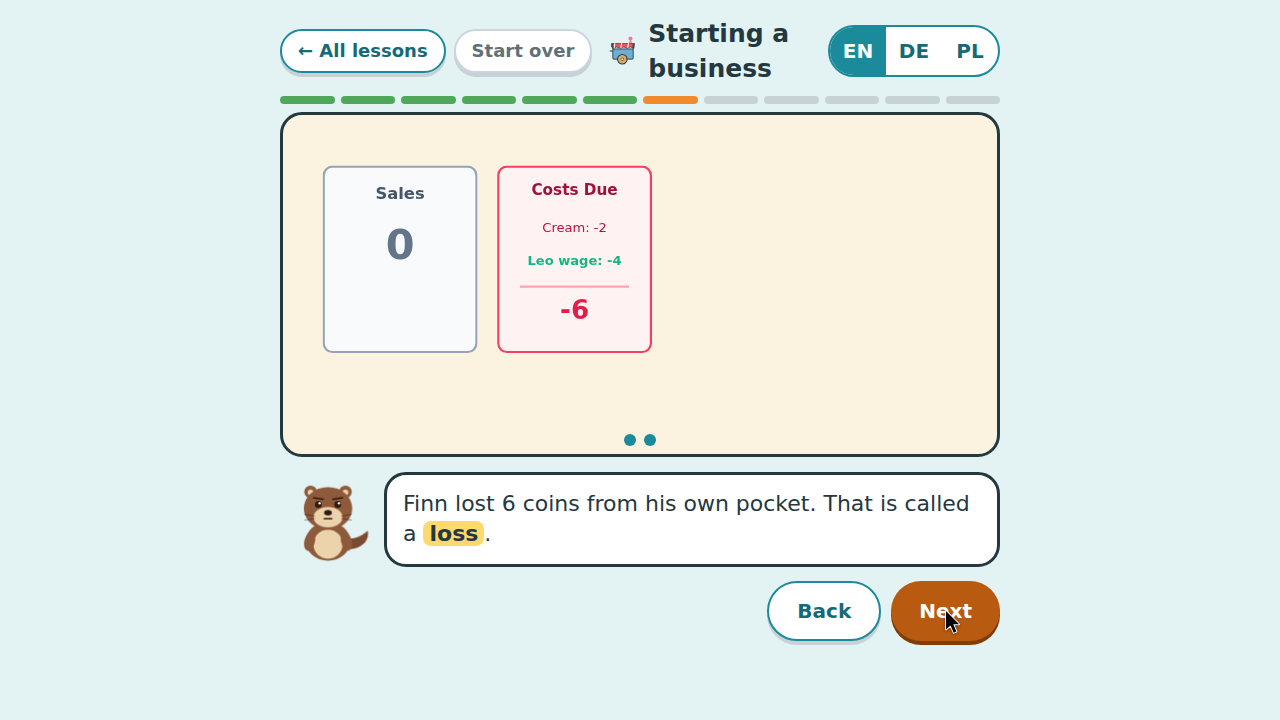 ← All lessons
Start over
Starting a
business
EN DE PL
Sales
0
Costs Due
Cream: -2
Leo wage: -4
-6
Finn lost 6 coins from his own pocket. That is called
a loss.
Back
Next